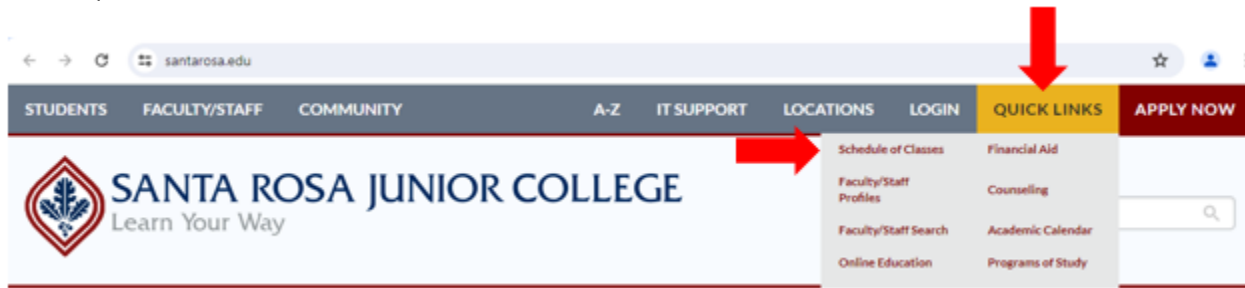 santarosa.edu
STUDENTS FACULTY/STAFF COMMUNITY A-Z IT SUPPORT LOCATIONS LOGIN QUICK LINKS APPLY NOW
SANTA ROSA JUNIOR COLLEGE
Learn Your Way
Schedule of Classes Financial Aid
Faculty/Staff
Profiles
Counseling
Faculty/Staff Search Academic Calendar
Online Education Programs of Study